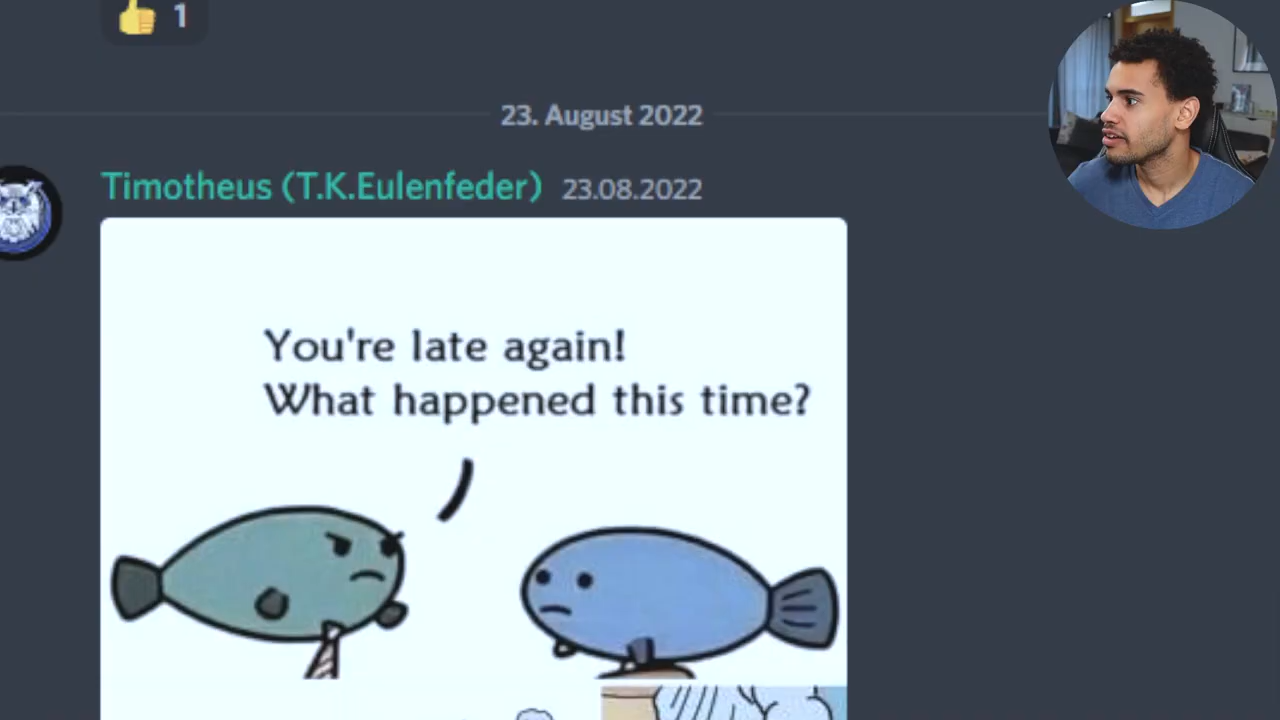 1
23. August 2022
Timotheus (T.K.Eulenfeder) 23.08.2022
You're late again!
What happened this time?